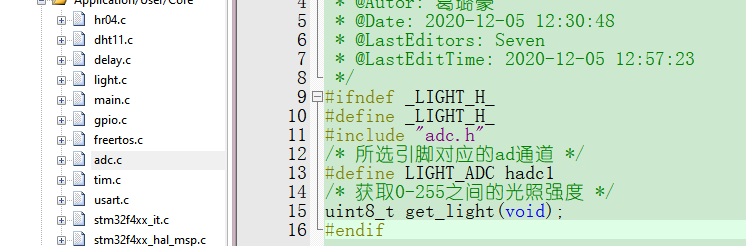 Application/User/Core
hr04.c
dht11.c
delay.c
light.c
main.c
gpio.c
freertos.c
adc.c
tim.c
usart.c
stm32f4xx_it.c
stm32f4xx_hal_msp.c
4 * @Autor: 葛璐豪
5 * @Date: 2020-12-05 12:30:48
6 * @LastEditors: Seven
7 * @LastEditTime: 2020-12-05 12:57:23
8 */
9 #ifndef _LIGHT_H_
10 #define _LIGHT_H_
11 #include "adc.h"
12 /* 所选引脚对应的ad通道 */
13 #define LIGHT_ADC hadc1
14 /* 获取0-255之间的光照强度 */
15 uint8_t get_light(void);
16 #endif